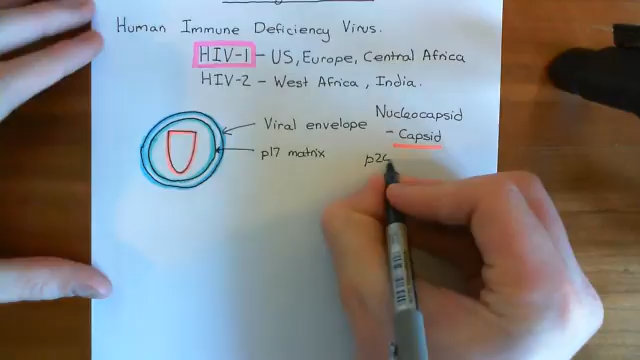 Human Immune Deficiency Virus.
HIV-1 – US, Europe, Central Africa
HIV-2 – West Africa, India.
Viral envelope
p17 matrix
Nucleocapsid
- Capsid